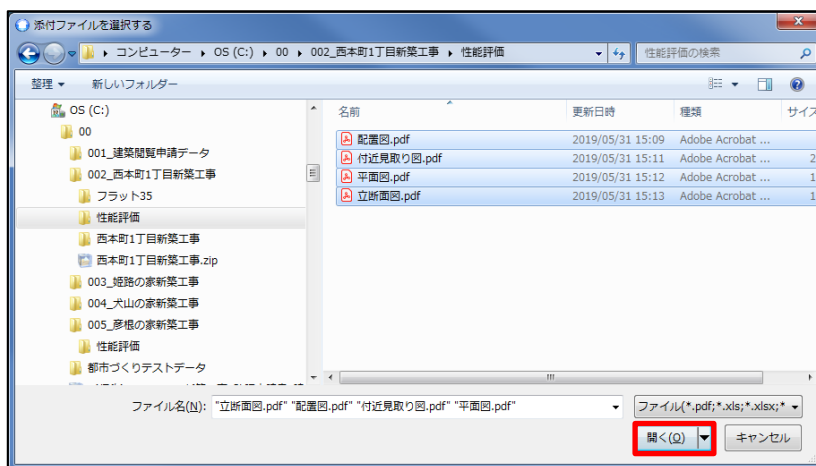 添付ファイルを選択する
コンピューター ▸ OS (C:) ▸ 00 ▸ 002_西本町1丁目新築工事 ▸ 性能評価
性能評価の検索
整理 ▼ 新しいフォルダー
OS (C:)
00
001_建築閲覧申請データ
002_西本町1丁目新築工事
フラット35
性能評価
西本町1丁目新築工事
西本町1丁目新築工事.zip
003_姫路の家新築工事
004_犬山の家新築工事
005_彦根の家新築工事
性能評価
都市づくりテストデータ
名前 更新日時 種類 サイズ
配置図.pdf 2019/05/31 15:09 Adobe Acrobat ...
付近見取り図.pdf 2019/05/31 15:11 Adobe Acrobat ... 2
平面図.pdf 2019/05/31 15:12 Adobe Acrobat ... 1
立断面図.pdf 2019/05/31 15:13 Adobe Acrobat ... 1
ファイル名(N): "立断面図.pdf" "配置図.pdf" "付近見取り図.pdf" "平面図.pdf"
ファイル(*.pdf;*.xls;*.xlsx;*
開く(O) キャンセル